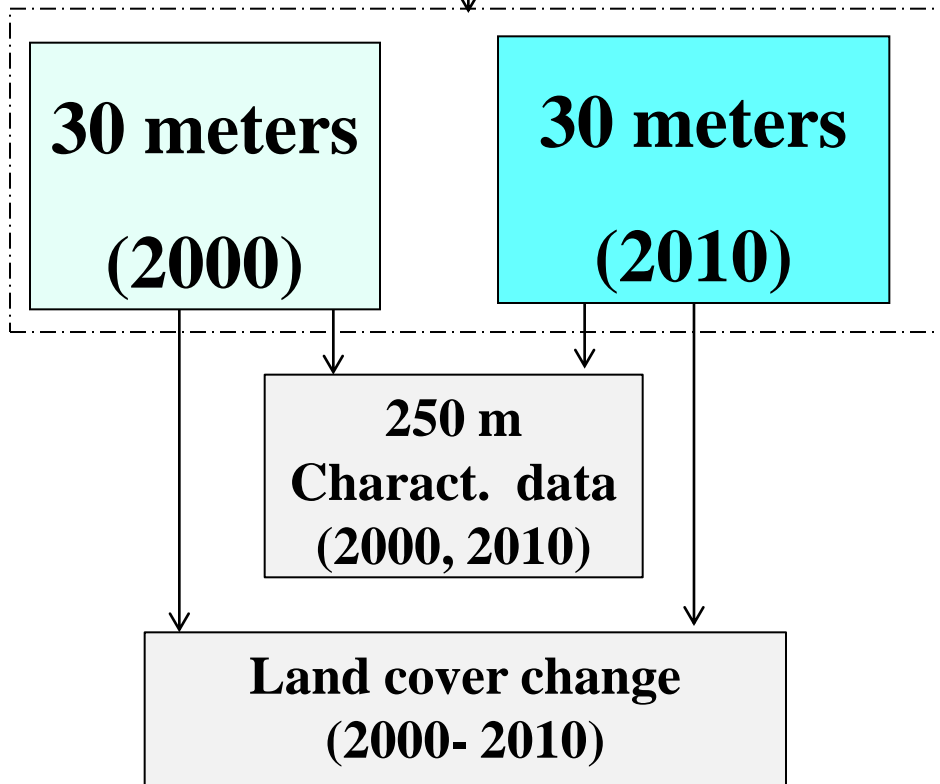 30 meters
(2000)
30 meters
(2010)
250 m
Charact.  data
(2000, 2010)
Land cover change
(2000- 2010)